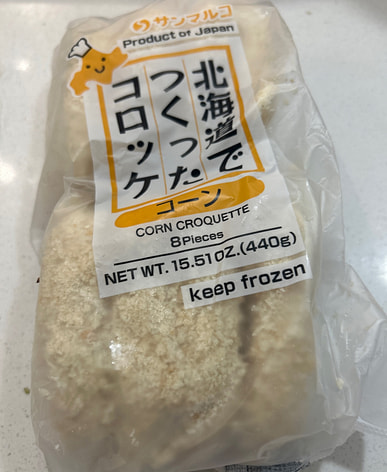 サンマルコ
Product of Japan
北海道で
つくった
コロッケ
コーン
CORN CROQUETTE
8Pieces
NET WT. 15.51OZ.(440g)
keep frozen